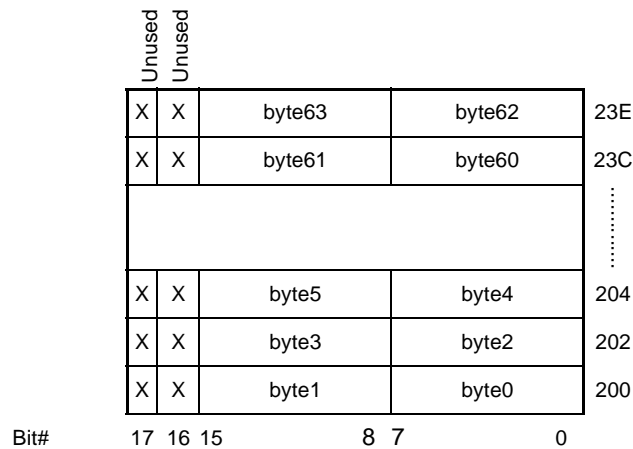 Unused Unused
X X byte63 byte62 23E
X X byte61 byte60 23C
X X byte5 byte4 204
X X byte3 byte2 202
X X byte1 byte0 200
Bit# 17 16 15 8 7 0